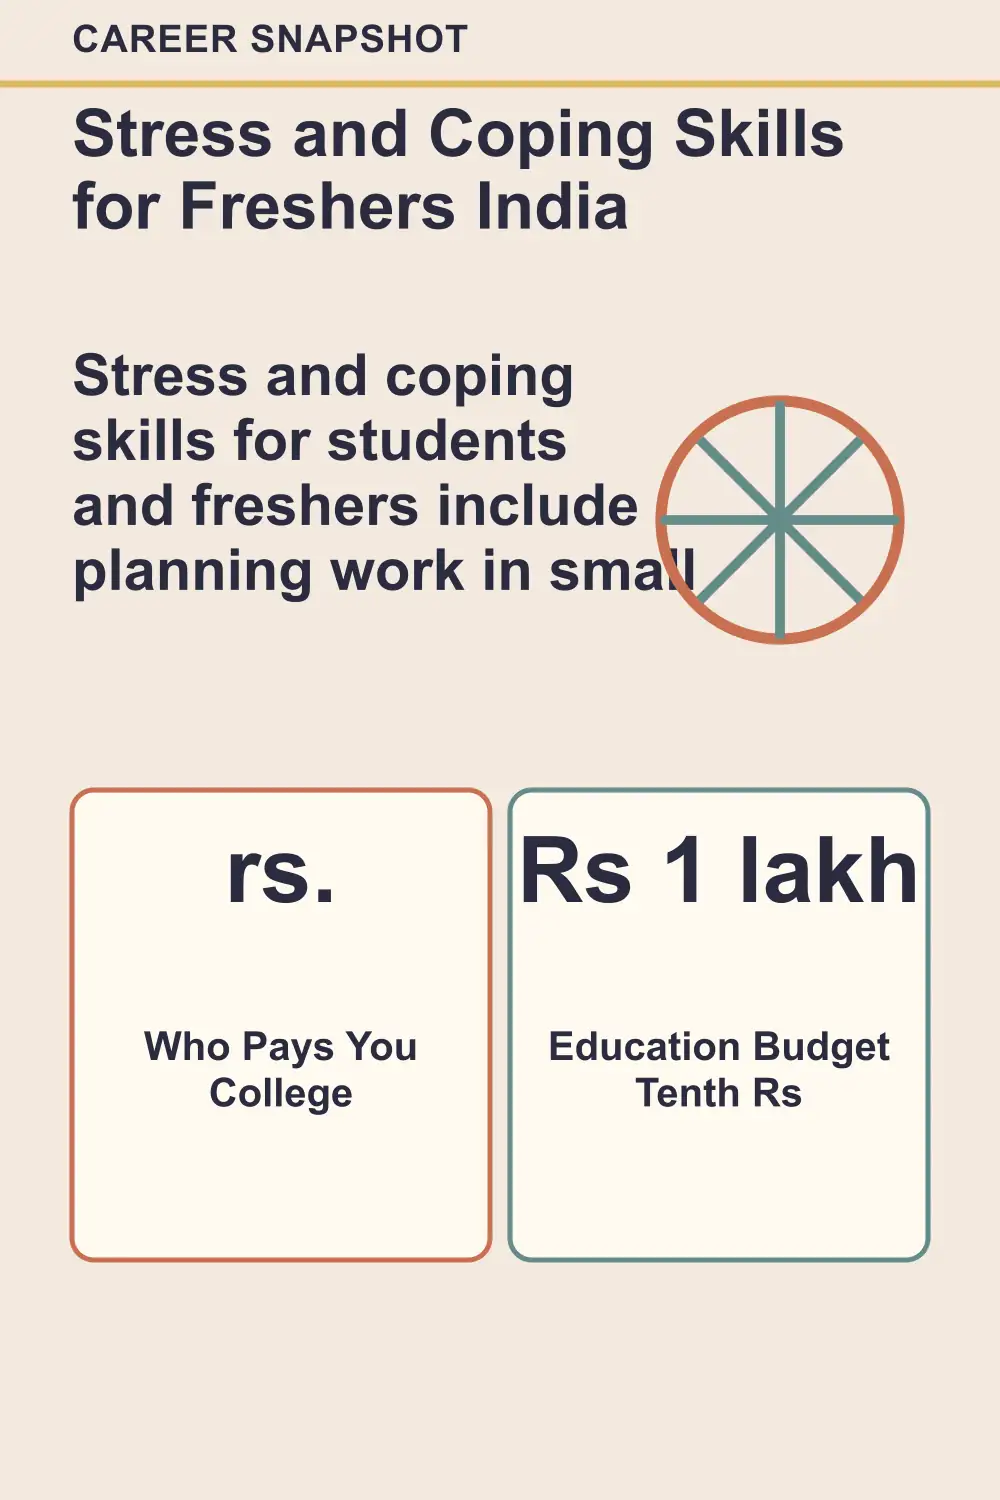 CAREER SNAPSHOT
Stress and Coping Skills
for Freshers India
Stress and coping
skills for students
and freshers include
planning work in small
rs.
Who Pays You
College
Rs 1 lakh
Education Budget
Tenth Rs